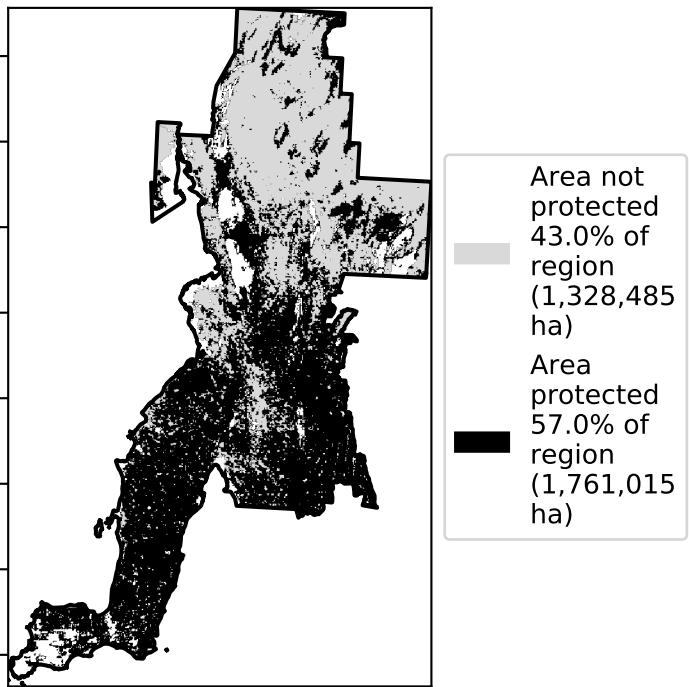 Area not
protected
43.0% of
region
(1,328,485
ha)
Area
protected
57.0% of
region
(1,761,015
ha)